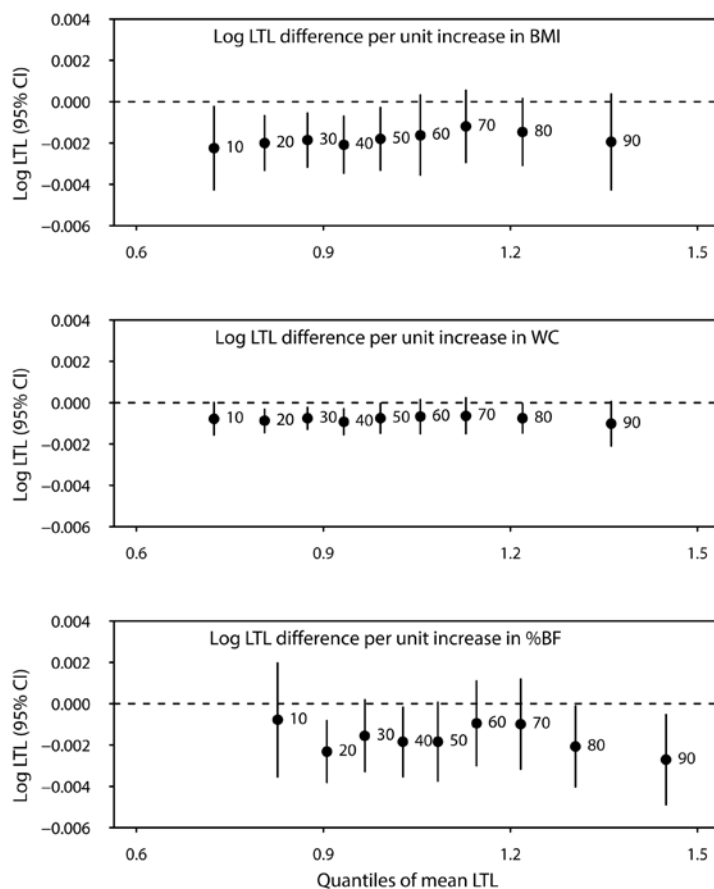 Log LTL difference per unit increase in BMI
Log LTL (95% CI)
0.004
0.002
0.000
−0.002
−0.004
−0.006
10 20 30 40 50 60 70 80 90
0.6 0.9 1.2 1.5
Log LTL difference per unit increase in WC
Log LTL (95% CI)
0.004
0.002
0.000
−0.002
−0.004
−0.006
10 20 30 40 50 60 70 80 90
0.6 0.9 1.2 1.5
Log LTL difference per unit increase in %BF
Log LTL (95% CI)
0.004
0.002
0.000
−0.002
−0.004
−0.006
10 20 30 40 50 60 70 80 90
0.6 0.9 1.2 1.5
Quantiles of mean LTL